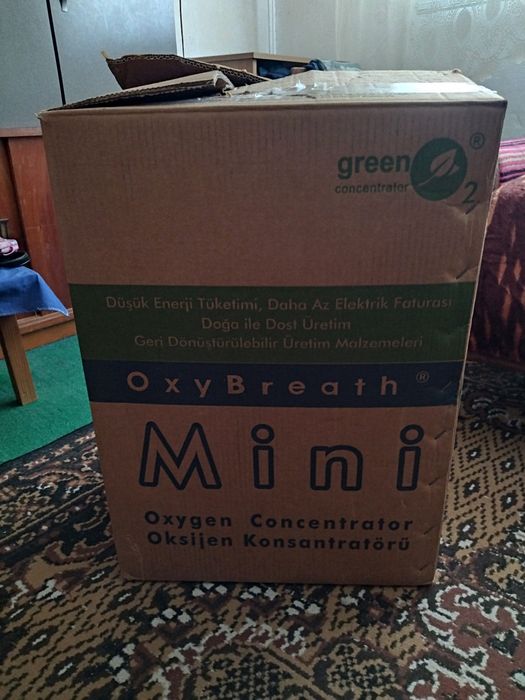 green
concentrator
O2®
Düşük Enerji Tüketimi, Daha Az Elektrik Faturası
Doğa ile Dost Üretim
Geri Dönüştürülebilir Üretim Malzemeleri
OxyBreath®
Mini
Oxygen Concentrator
Oksijen Konsantratörü